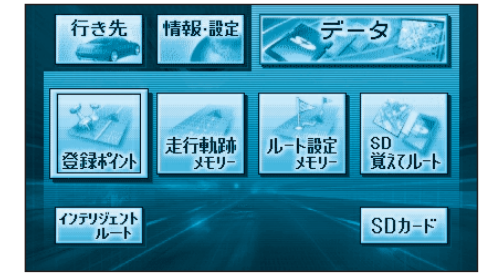 行き先 情報・設定 データ
登録ポイント
走行軌跡
メモリー
ルート設定
メモリー
SD
覚えてルート
インテリジェント
ルート
SDカード